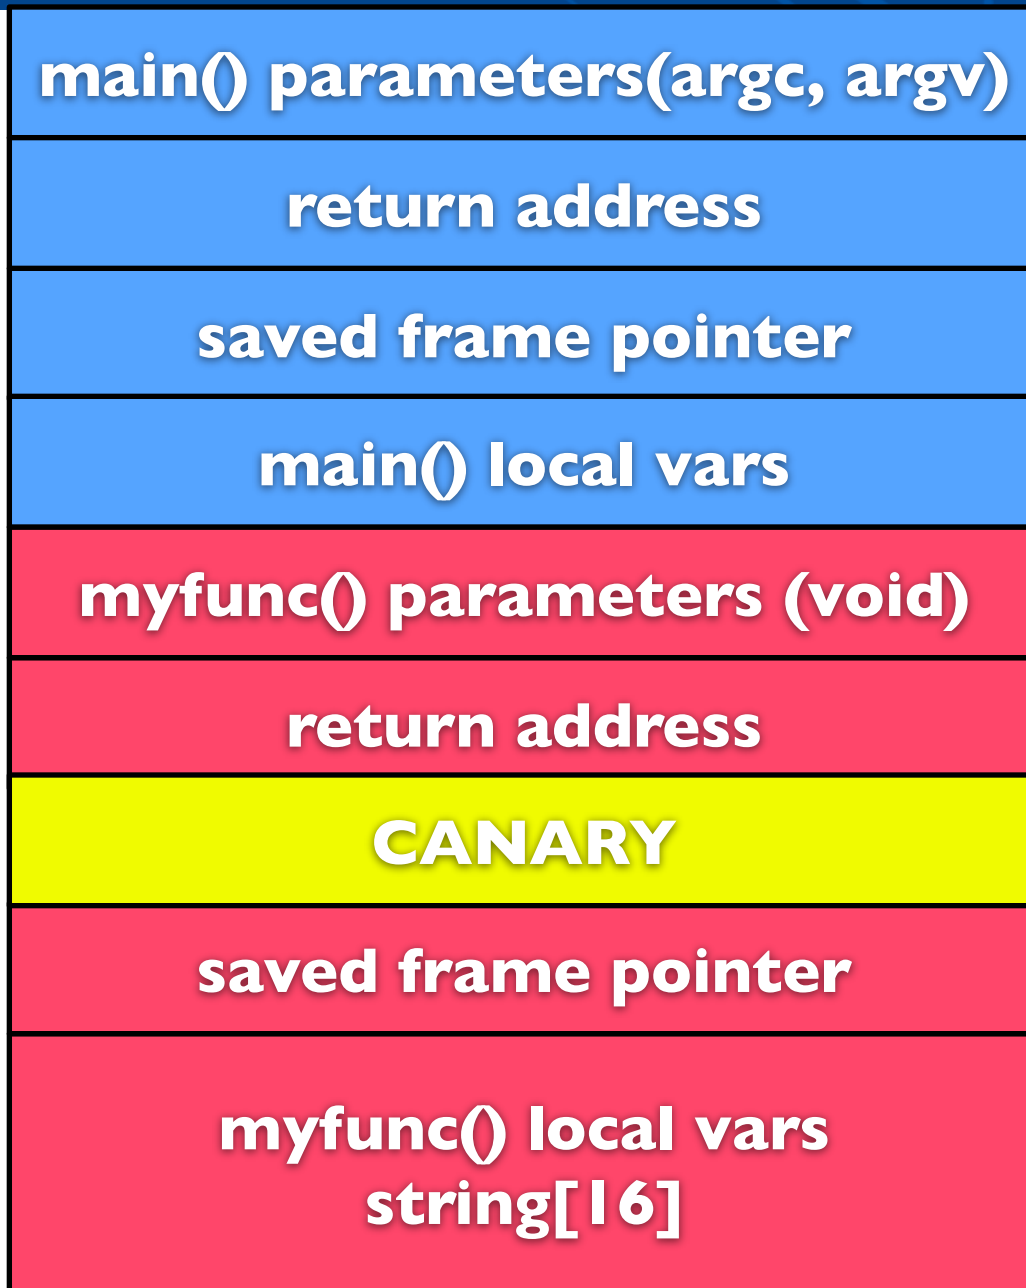 main() parameters(argc, argv)
return address
saved frame pointer
main() local vars
myfunc() parameters (void)
return address
CANARY
saved frame pointer
myfunc() local vars
string[16]